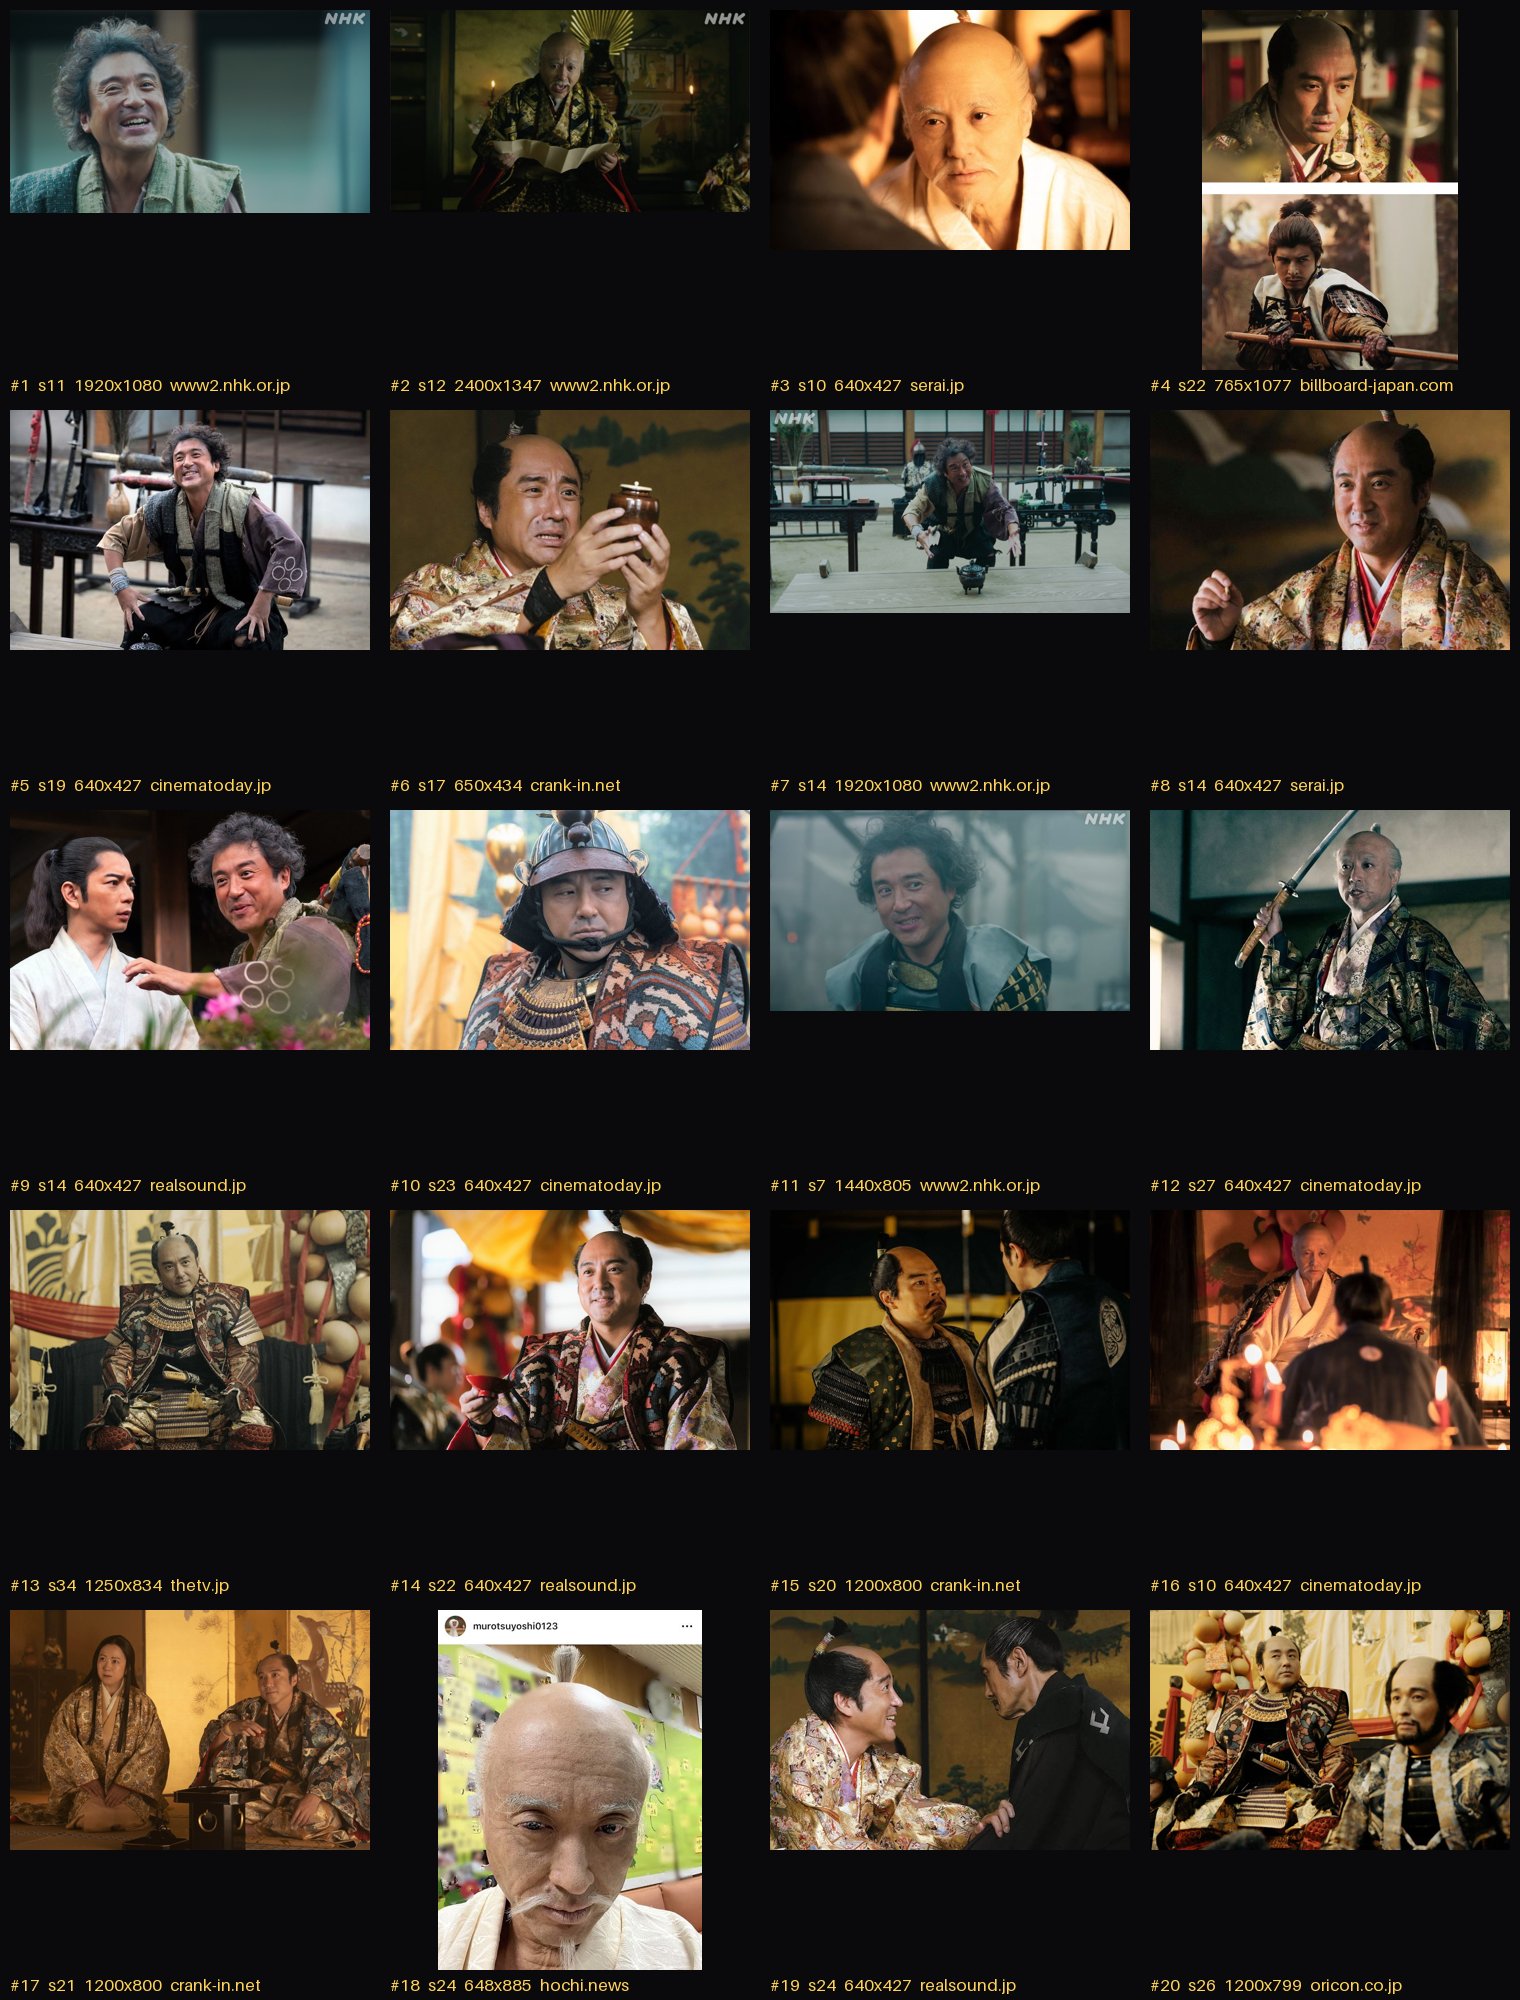 NHK
NHK
#1 s11 1920x1080 www2.nhk.or.jp
#2 s12 2400x1347 www2.nhk.or.jp
#3 s10 640x427 serai.jp
#4 s22 765x1077 billboard-japan.com
NHK
#5 s19 640x427 cinematoday.jp
#6 s17 650x434 crank-in.net
#7 s14 1920x1080 www2.nhk.or.jp
#8 s14 640x427 serai.jp
NHK
#9 s14 640x427 realsound.jp
#10 s23 640x427 cinematoday.jp
#11 s7 1440x805 www2.nhk.or.jp
#12 s27 640x427 cinematoday.jp
#13 s34 1250x834 thetv.jp
#14 s22 640x427 realsound.jp
#15 s20 1200x800 crank-in.net
#16 s10 640x427 cinematoday.jp
murotsuyoshi0123
#17 s21 1200x800 crank-in.net
#18 s24 648x885 hochi.news
#19 s24 640x427 realsound.jp
#20 s26 1200x799 oricon.co.jp